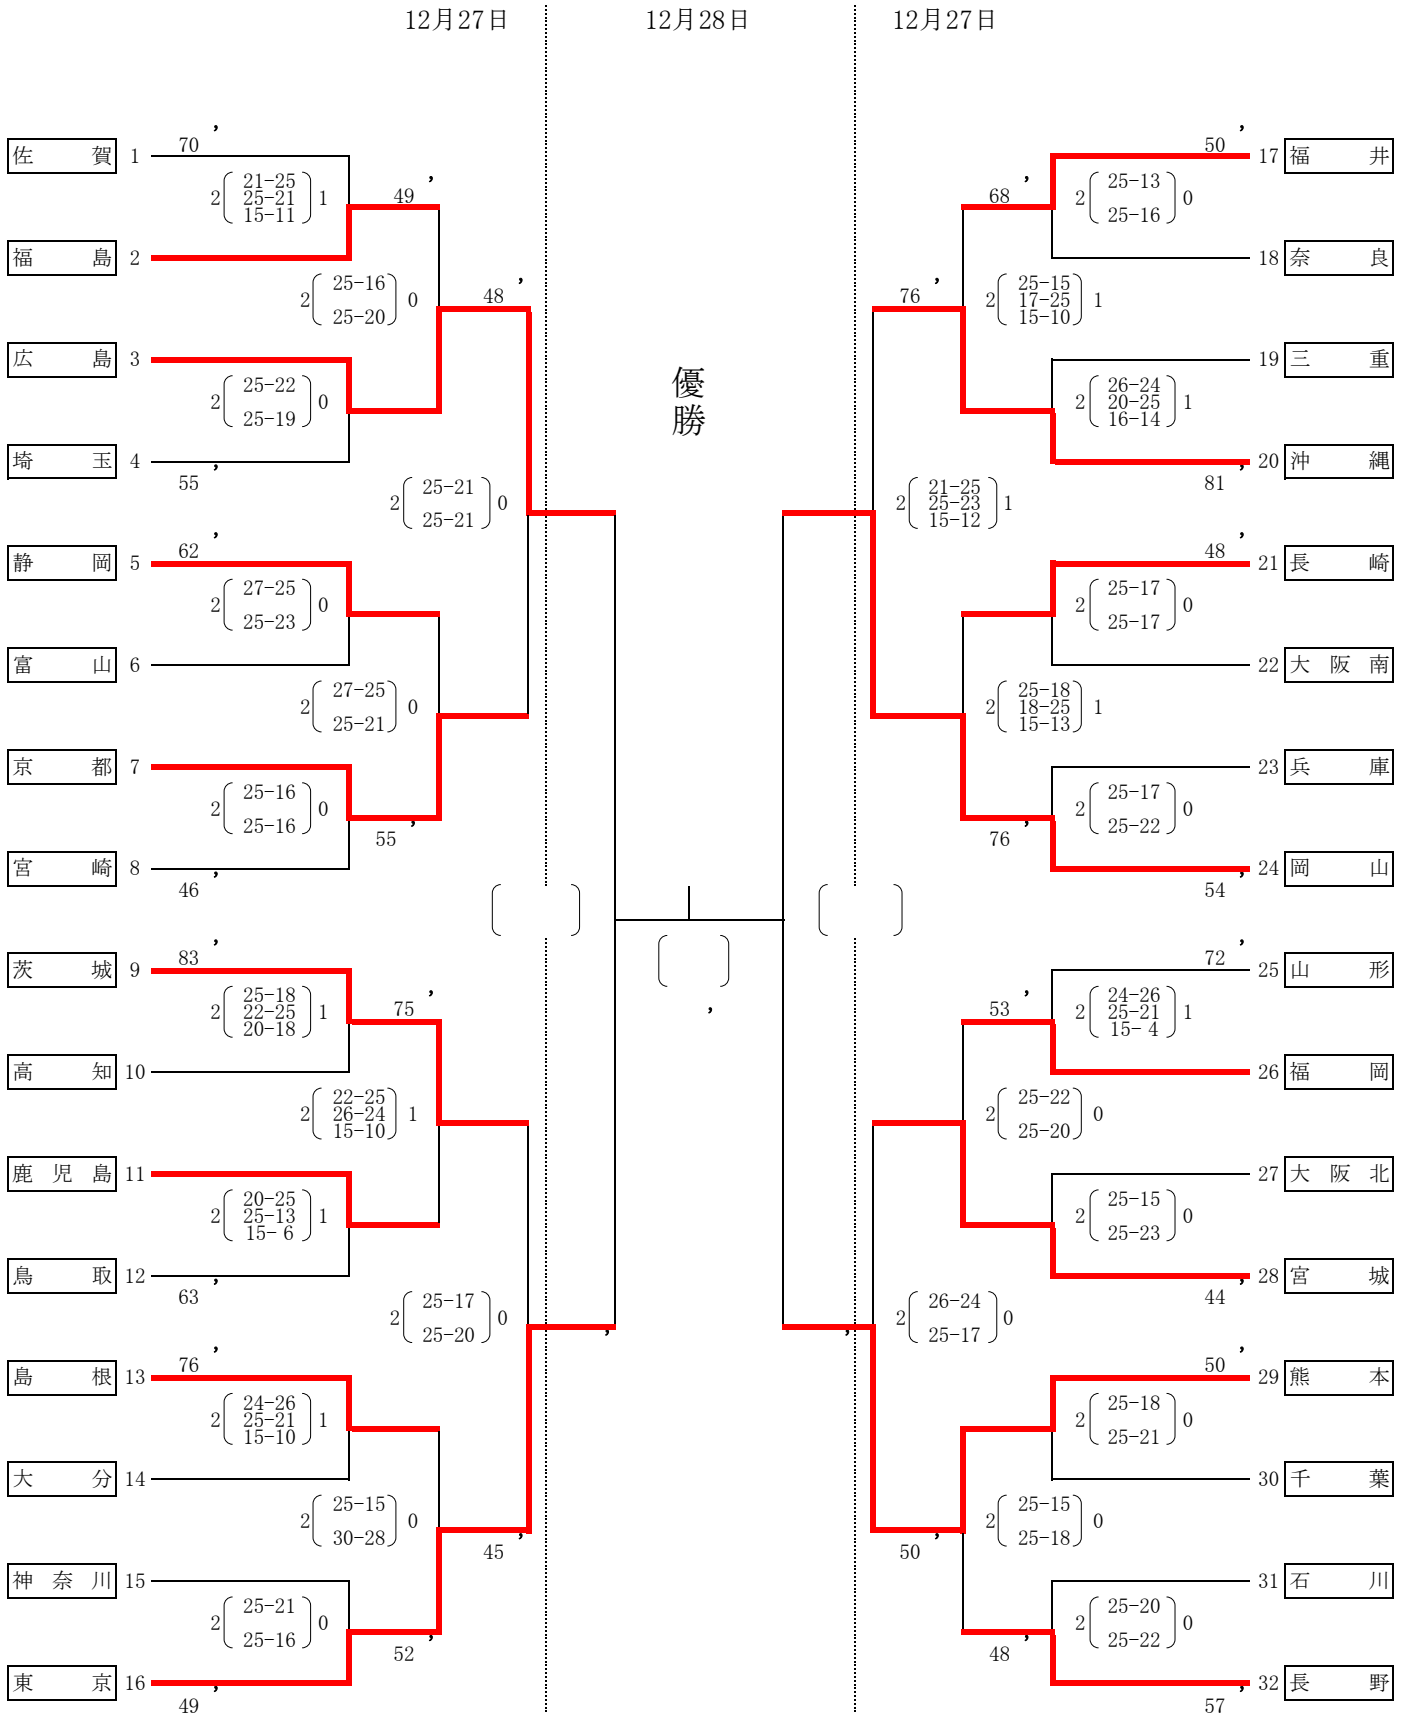 12月27日 12月28日 12月27日
佐賀 1 70 ’
2 21-25 1
25-21
15-11
49 ’
福島 2
2 25-16 0
25-20
48 ’
広島 3
2 25-22 0
25-19
埼玉 4
55 ’
2 25-21 0
25-21
静岡 5 62 ’
2 27-25 0
25-23
富山 6
2 27-25 0
25-21
京都 7
2 25-16 0
25-16
55 ’
宮崎 8
46 ’
茨城 9 83 ’
2 25-18 1
22-25
20-18
75 ’
高知 10
2 22-25 1
26-24
15-10
鹿児島 11
2 20-25 1
25-13
15- 6
鳥取 12
63 ’
2 25-17 0
25-20
’
島根 13 76 ’
2 24-26 1
25-21
15-10
大分 14
2 25-15 0
30-28
45 ’
神奈川 15
2 25-21 0
25-16
52 ’
東京 16
49 ’
優勝
’
50 ’ 17 福井
2 25-13 0
25-16
68 ’
18 奈良
2 25-15 1
17-25
15-10
76 ’
19 三重
2 26-24 1
20-25
16-14
20 沖縄
81 ’
2 21-25 1
25-23
15-12
48 ’ 21 長崎
2 25-17 0
25-17
22 大阪南
2 25-18 1
18-25
15-13
23 兵庫
2 25-17 0
25-22
76 ’
24 岡山
54 ’
72 ’ 25 山形
2 24-26 1
25-21
15- 4
53 ’
26 福岡
2 25-22 0
25-20
27 大阪北
2 25-15 0
25-23
28 宮城
44 ’
2 26-24 0
25-17
’
50 ’ 29 熊本
2 25-18 0
25-21
30 千葉
2 25-15 0
25-18
50 ’
31 石川
2 25-20 0
25-22
48 ’
32 長野
57 ’